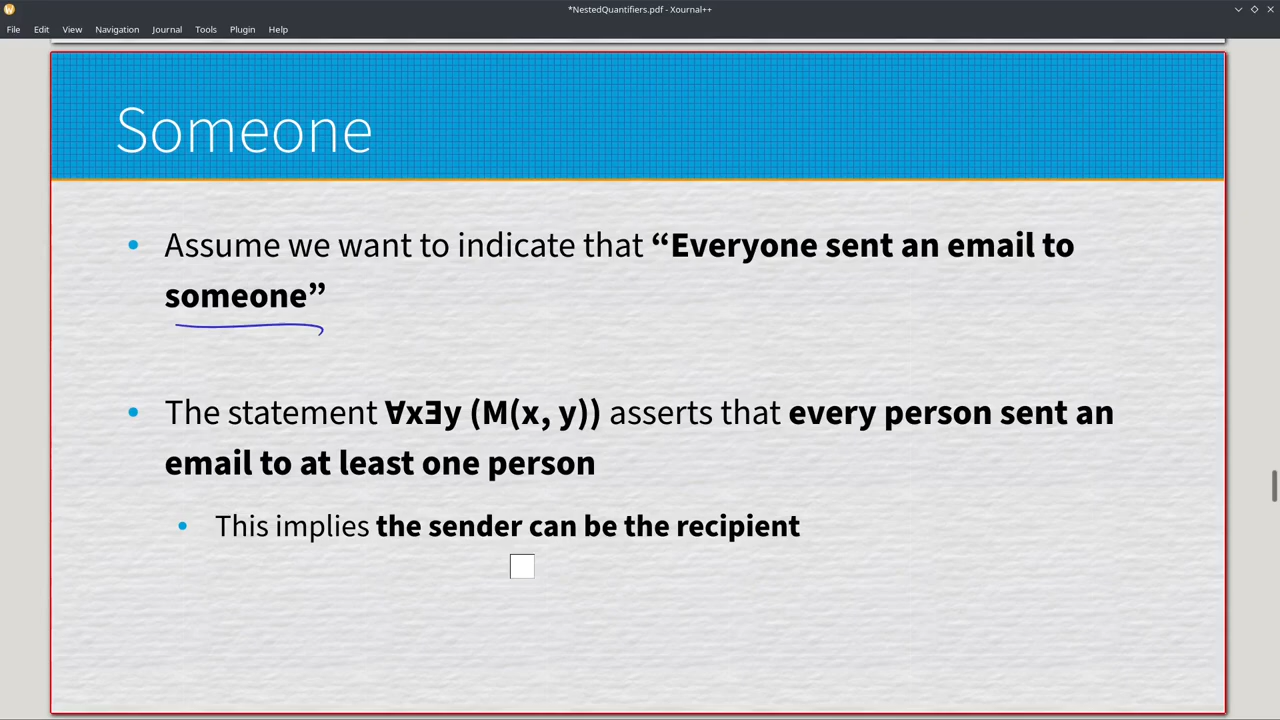 *NestedQuantifiers.pdf - Xournal++
File Edit View Navigation Journal Tools Plugin Help
Someone
• Assume we want to indicate that “Everyone sent an email to
someone”
• The statement ∀x∃y (M(x, y)) asserts that every person sent an
email to at least one person
• This implies the sender can be the recipient